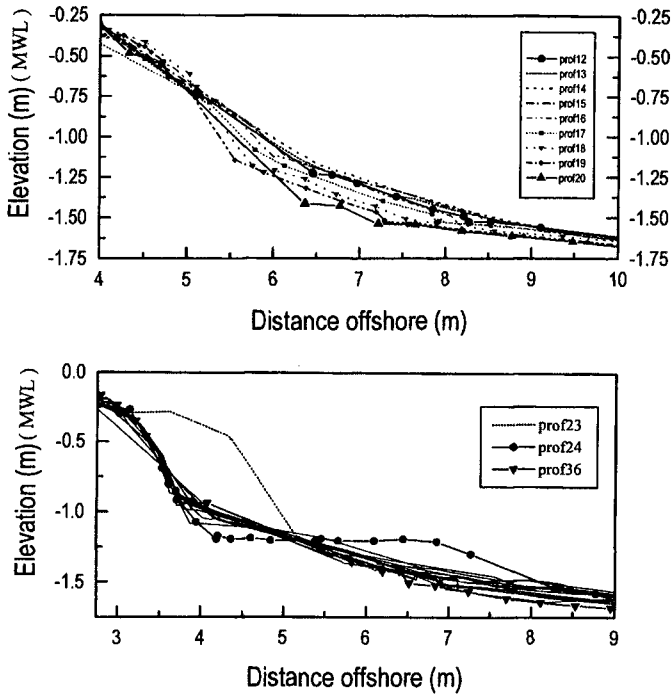 -0.25
-0.50
-0.75
-1.00
-1.25
-1.50
-1.75
Elevation (m) (MWL)
prof12
prof13
prof14
prof15
prof16
prof17
prof18
prof19
prof20
-0.25
-0.50
-0.75
-1.00
-1.25
-1.50
-1.75
4 5 6 7 8 9 10
Distance offshore (m)
0.0
-0.5
-1.0
-1.5
Elevation (m) (MWL)
prof23
prof24
prof36
3 4 5 6 7 8 9
Distance offshore (m)